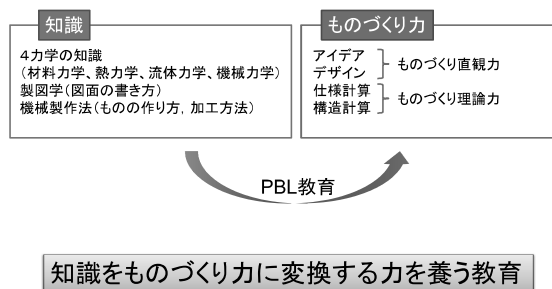 知識
4力学の知識
(材料力学、熱力学、流体力学、機械力学)
製図学(図面の書き方)
機械製作法(ものの作り方, 加工方法)
ものづくり力
アイデア
デザイン
ものづくり直観力
仕様計算
構造計算
ものづくり理論力
PBL教育
知識をものづくり力に変換する力を養う教育